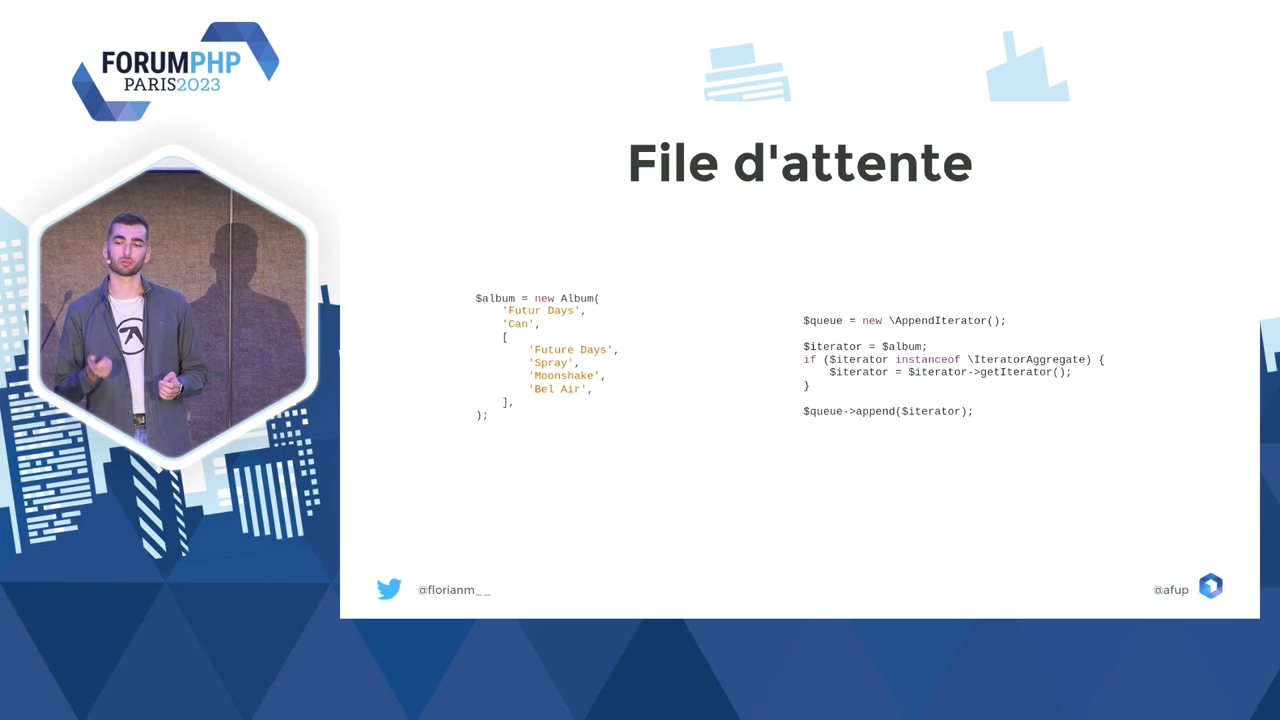 FORUMPHP
PARIS2023
File d'attente
$album = new Album(
    'Futur Days',
    'Can',
    [
        'Future Days',
        'Spray',
        'Moonshake',
        'Bel Air',
    ],
);
$queue = new \AppendIterator();
$iterator = $album;
if ($iterator instanceof \IteratorAggregate) {
    $iterator = $iterator->getIterator();
}
$queue->append($iterator);
@florianm__
@afup